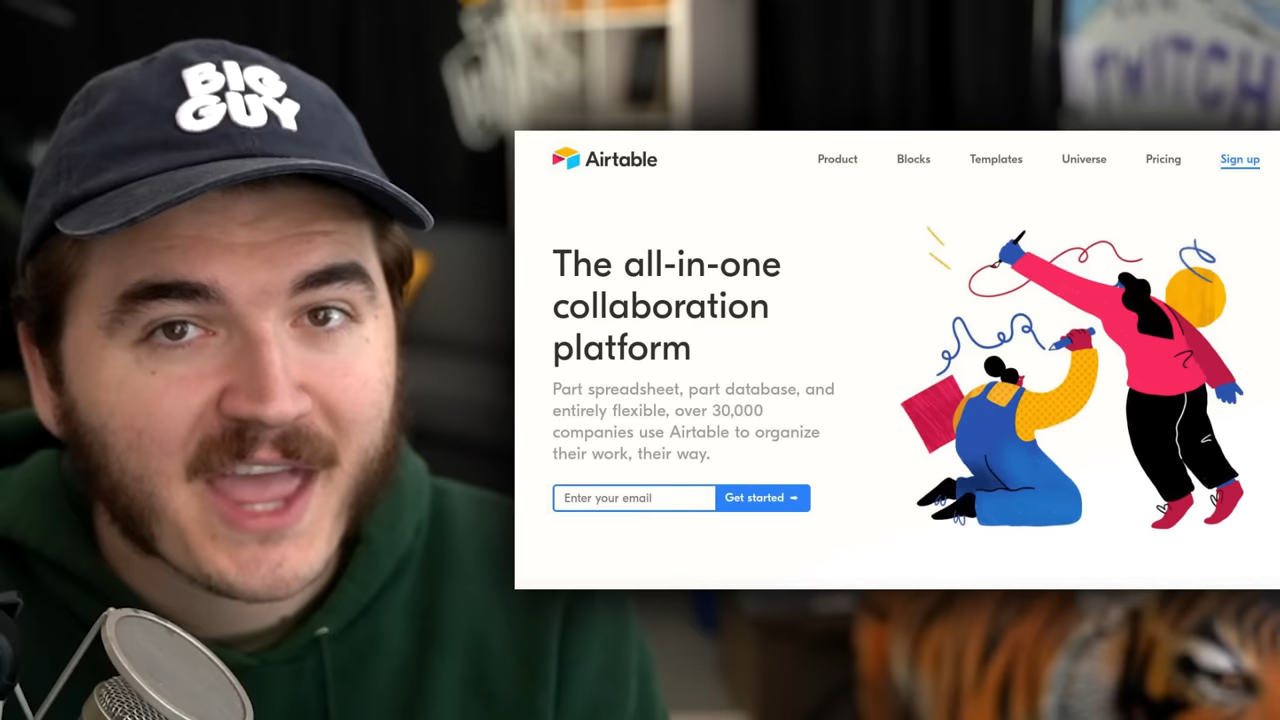 BIG
GUY
TWITCH
Airtable
Product
Blocks
Templates
Universe
Pricing
Sign up
The all-in-one
collaboration
platform
Part spreadsheet, part database, and
entirely flexible, over 30,000
companies use Airtable to organize
their work, their way.
Enter your email
Get started →